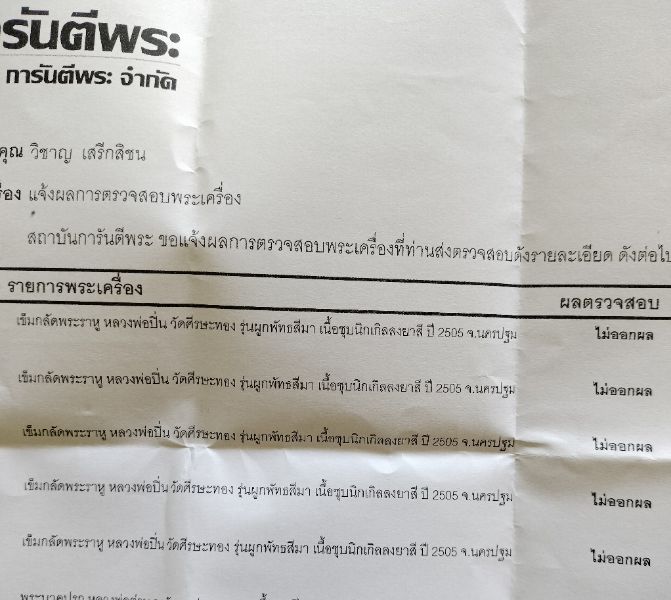 รันตีพระ
การันตีพระ จำกัด
คุณ วิชาญ เสรีกสิชน
แจ้งผลการตรวจสอบพระเครื่อง
สถาบันการันตีพระ ขอแจ้งผลการตรวจสอบพระเครื่องที่ท่านส่งตรวจสอบดังรายละเอียด ดังต่อไป
รายการพระเครื่อง ผลตรวจสอบ
เข็มกลัดพระราหู หลวงพ่อปิ่น วัดศีรษะทอง รุ่นผูกพัทธสีมา เนื้อชุบนิกเกิลลงยาสี ปี 2505 จ.นครปฐม ไม่ออกผล
เข็มกลัดพระราหู หลวงพ่อปิ่น วัดศีรษะทอง รุ่นผูกพัทธสีมา เนื้อชุบนิกเกิลลงยาสี ปี 2505 จ.นครปฐม ไม่ออกผล
เข็มกลัดพระราหู หลวงพ่อปิ่น วัดศีรษะทอง รุ่นผูกพัทธสีมา เนื้อชุบนิกเกิลลงยาสี ปี 2505 จ.นครปฐม ไม่ออกผล
เข็มกลัดพระราหู หลวงพ่อปิ่น วัดศีรษะทอง รุ่นผูกพัทธสีมา เนื้อชุบนิกเกิลลงยาสี ปี 2505 จ.นครปฐม ไม่ออกผล
เข็มกลัดพระราหู หลวงพ่อปิ่น วัดศีรษะทอง รุ่นผูกพัทธสีมา เนื้อชุบนิกเกิลลงยาสี ปี 2505 จ.นครปฐม ไม่ออกผล